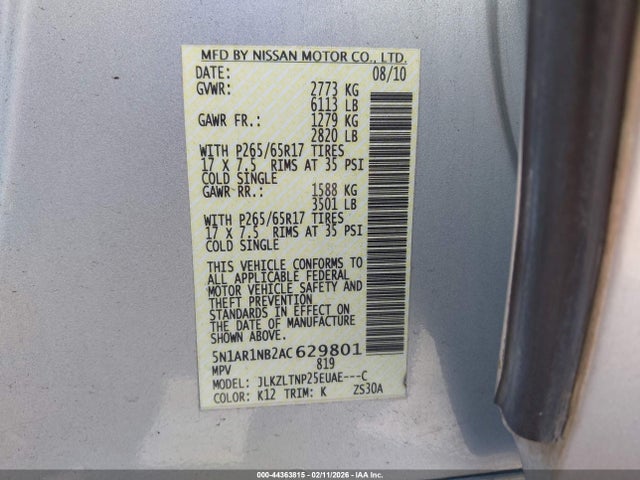 MFD BY NISSAN MOTOR CO., LTD.
DATE: 08/10
GVWR: 2773 KG
6113 LB
GAWR FR.: 1279 KG
2820 LB
WITH P265/65R17 TIRES
17 X 7.5 RIMS AT 35 PSI
COLD SINGLE
GAWR RR.: 1588 KG
3501 LB
WITH P265/65R17 TIRES
17 X 7.5 RIMS AT 35 PSI
COLD SINGLE
THIS VEHICLE CONFORMS TO
ALL APPLICABLE FEDERAL
MOTOR VEHICLE SAFETY AND
THEFT PREVENTION
STANDARDS IN EFFECT ON
THE DATE OF MANUFACTURE
SHOWN ABOVE.
5N1AR1NB2AC629801
MPV 819
MODEL: JLKZLTNP25EUAE---C
COLOR: K12 TRIM: K ZS30A
000-44363815 - 02/11/2026 - IAA, Inc.